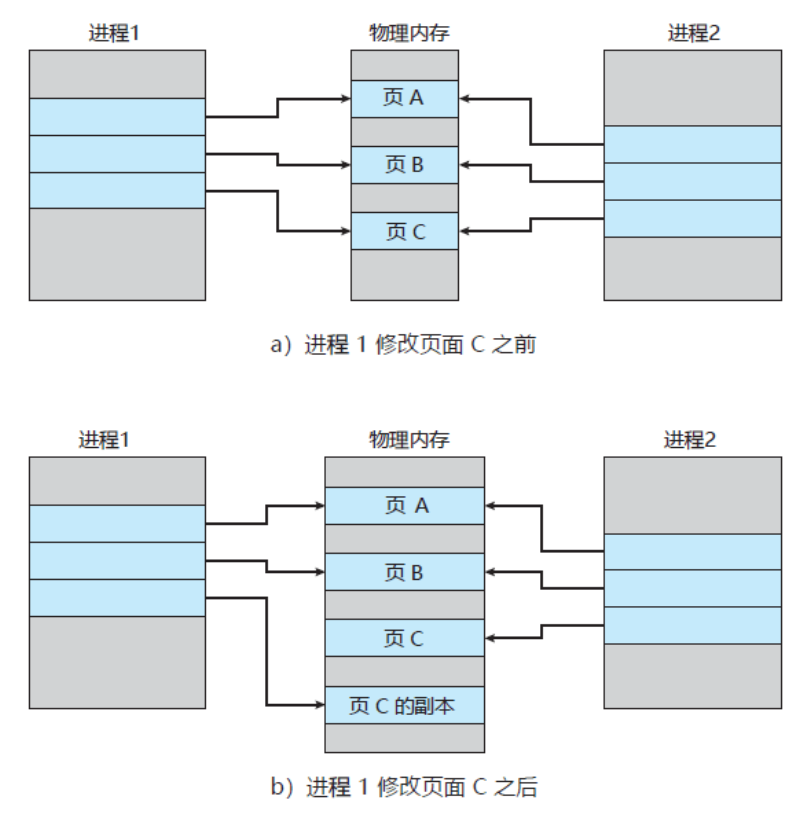 进程1
物理内存
进程2
页 A
页 B
页 C
a）进程 1 修改页面 C 之前
进程1
物理内存
进程2
页 A
页 B
页 C
页 C 的副本
b）进程 1 修改页面 C 之后